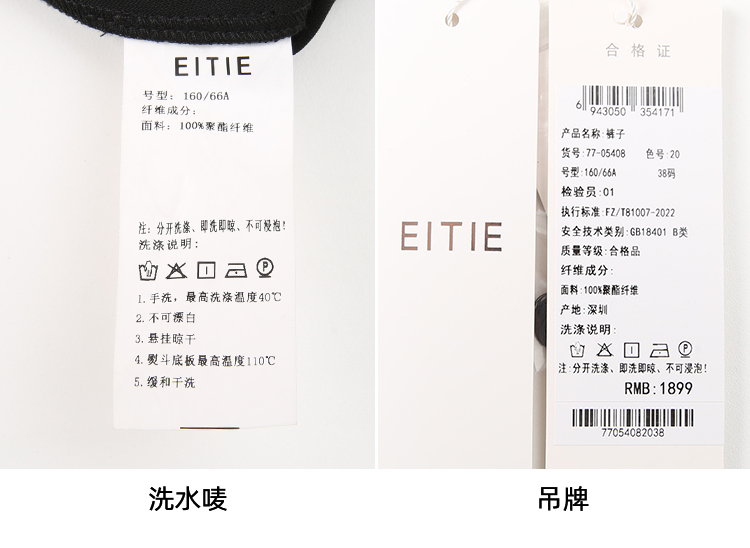 EITIE
号型: 160/66A
纤维成分:
面料: 100%聚酯纤维
注: 分开洗涤、即洗即晾、不可浸泡!
洗涤说明:
1.手洗，最高洗涤温度40℃
2.不可漂白
3.悬挂晾干
4.熨斗底板最高温度110℃
5.缓和干洗
洗水唛
EITIE
合格证
6 943050 354171
产品名称: 裤子
货号: 77-05408 色号: 20
号型: 160/66A 38码
检验员: 01
执行标准: FZ/T81007-2022
安全技术类别: GB18401 B类
质量等级: 合格品
纤维成分:
面料: 100%聚酯纤维
产地: 深圳
洗涤说明:
注: 分开洗涤、即洗即晾、不可浸泡!
RMB: 1899
77054082038
吊牌